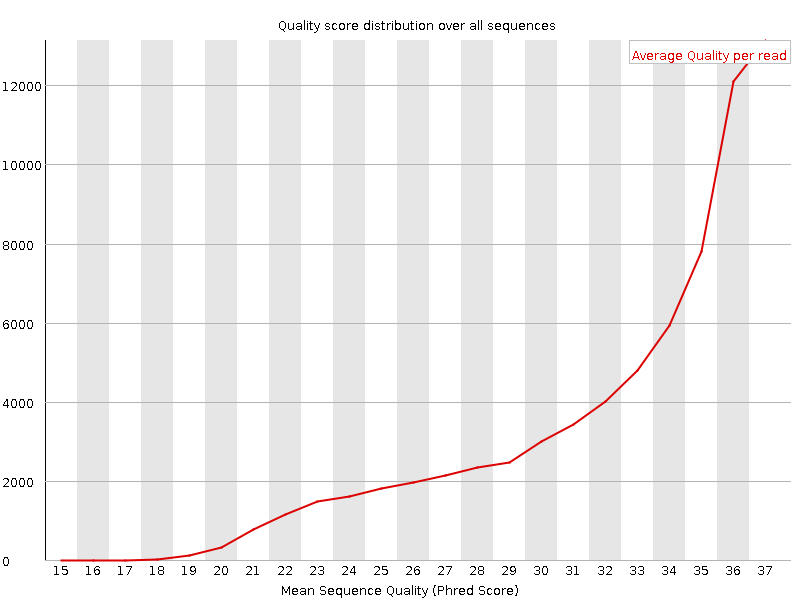 Quality score distribution over all sequences
Average Quality per read
12000
10000
8000
6000
4000
2000
0
15 16 17 18 19 20 21 22 23 24 25 26 27 28 29 30 31 32 33 34 35 36 37
Mean Sequence Quality (Phred Score)